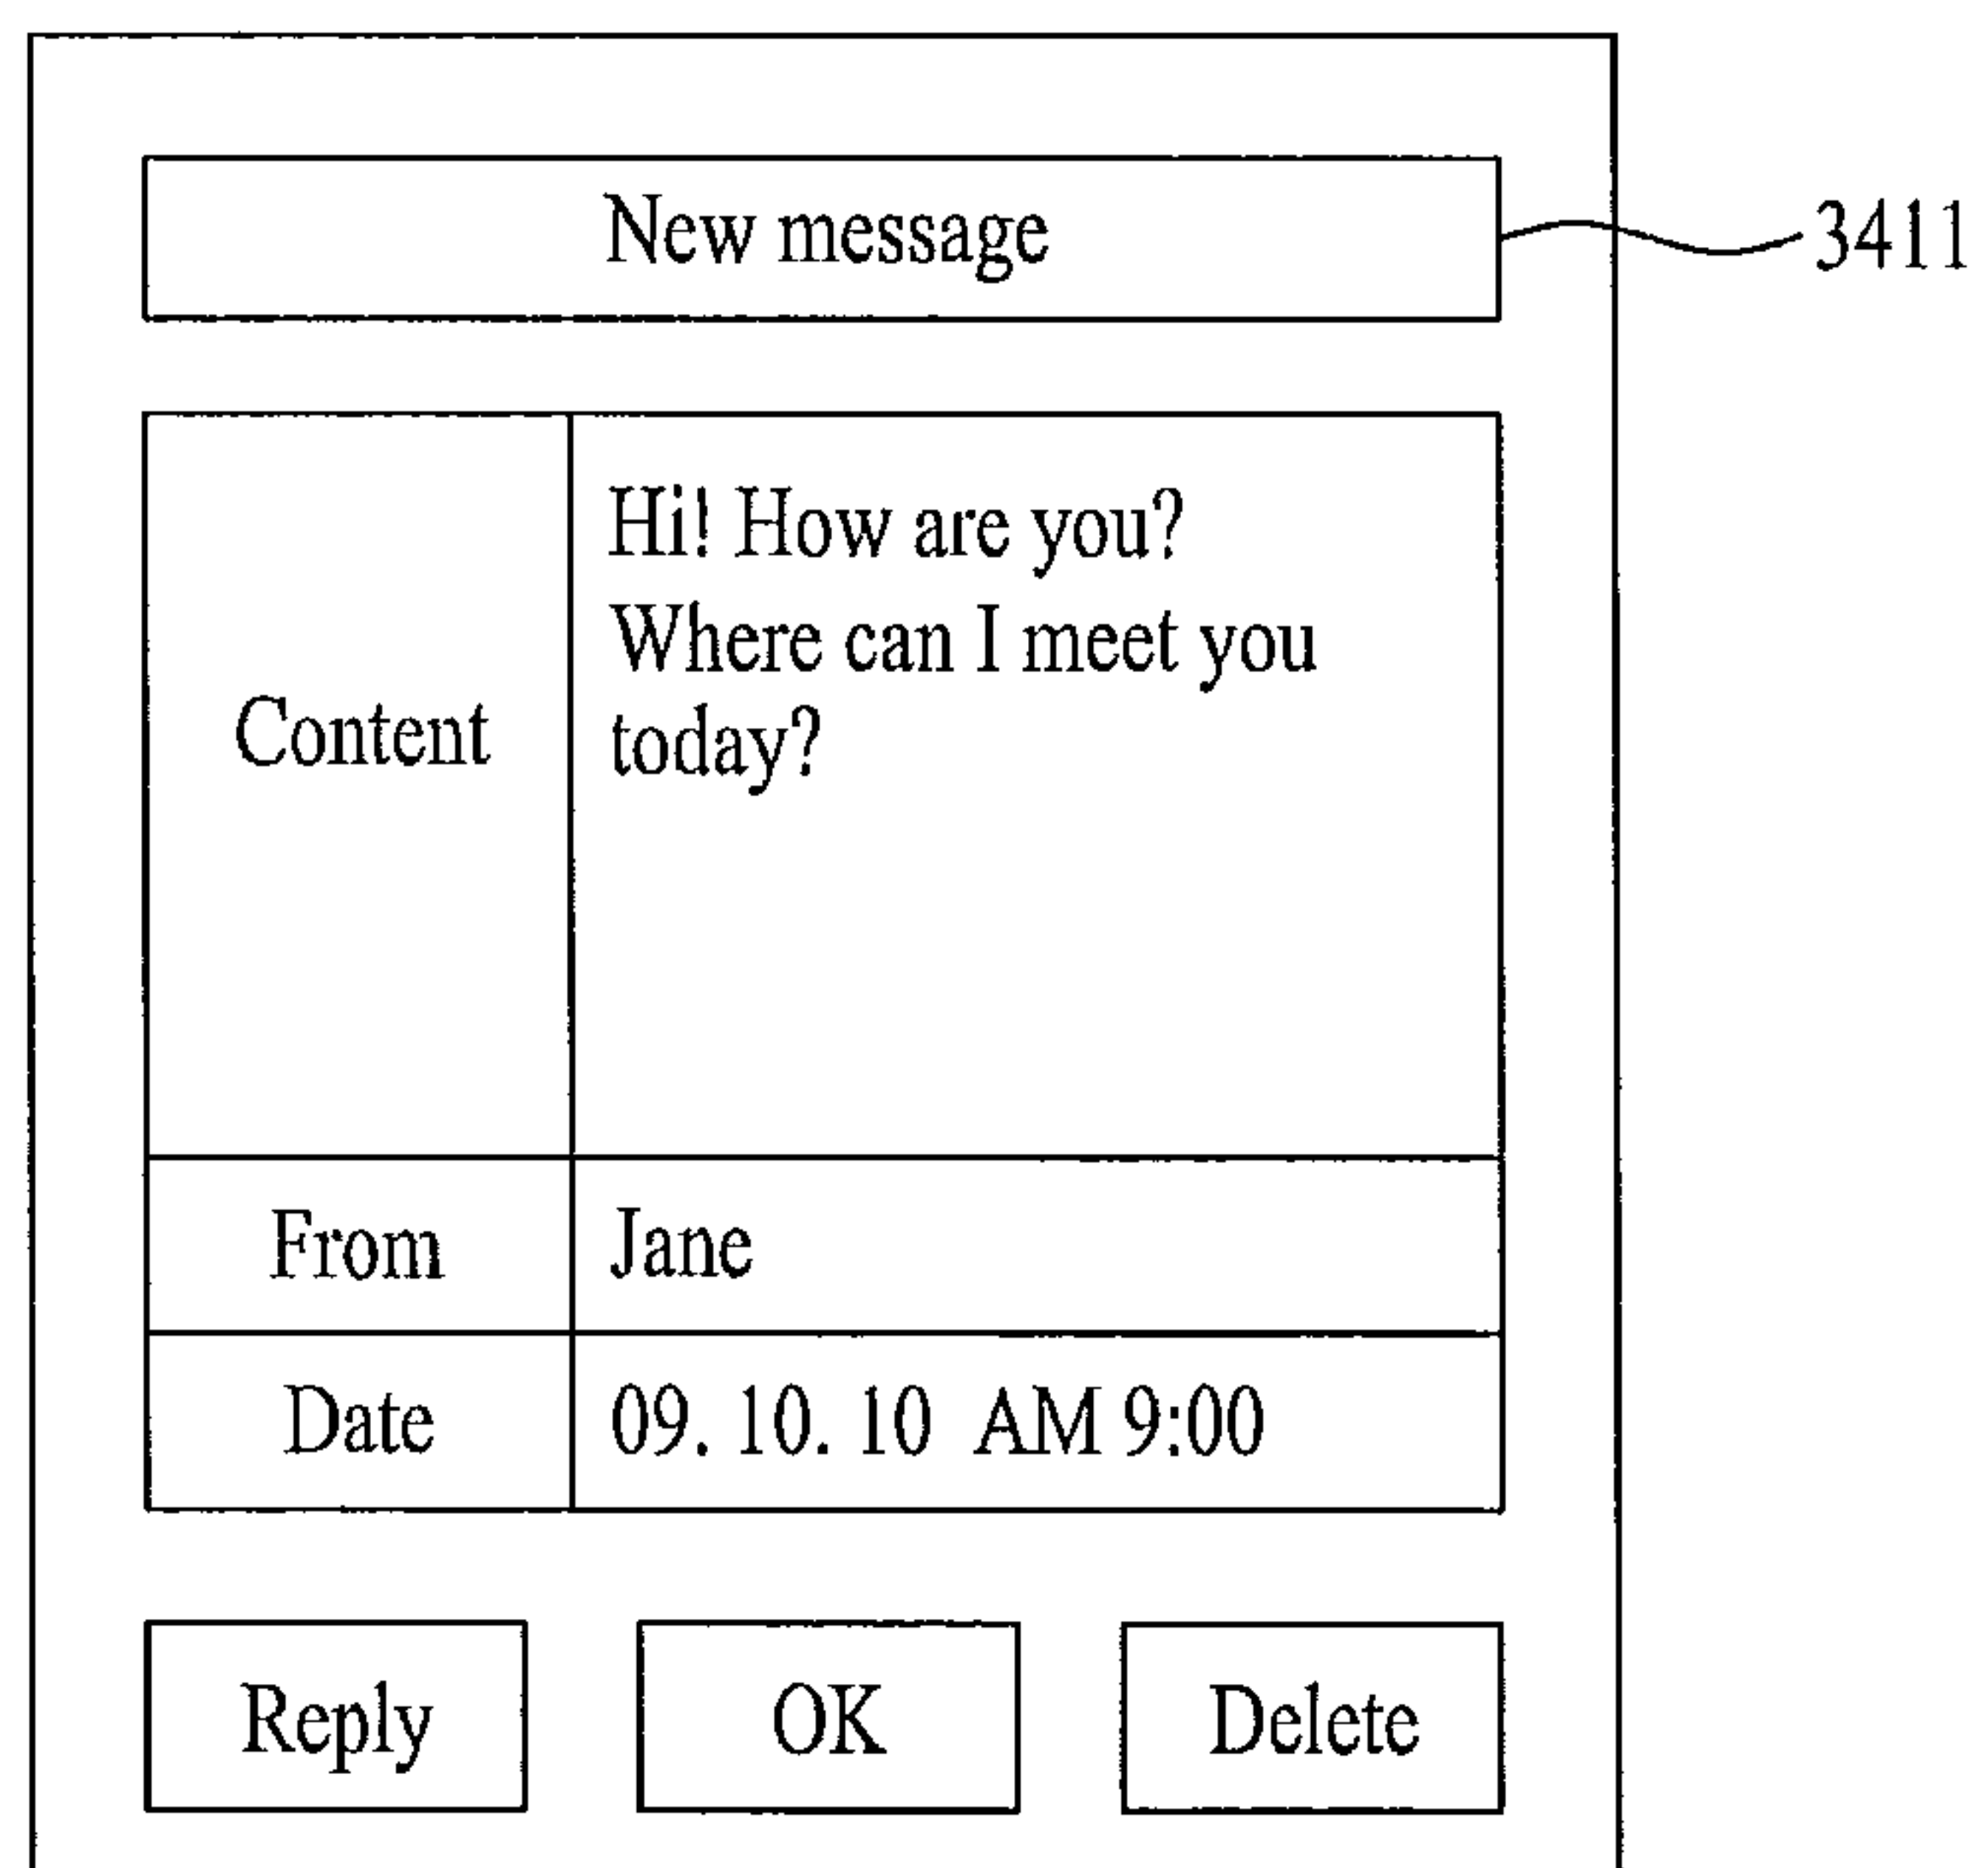 New message
3411
Hi! How are you?
Where can I meet you
Content
today?
From
Jane
Date
09. 10. 10 AM 9:00
Reply
OK
Delete